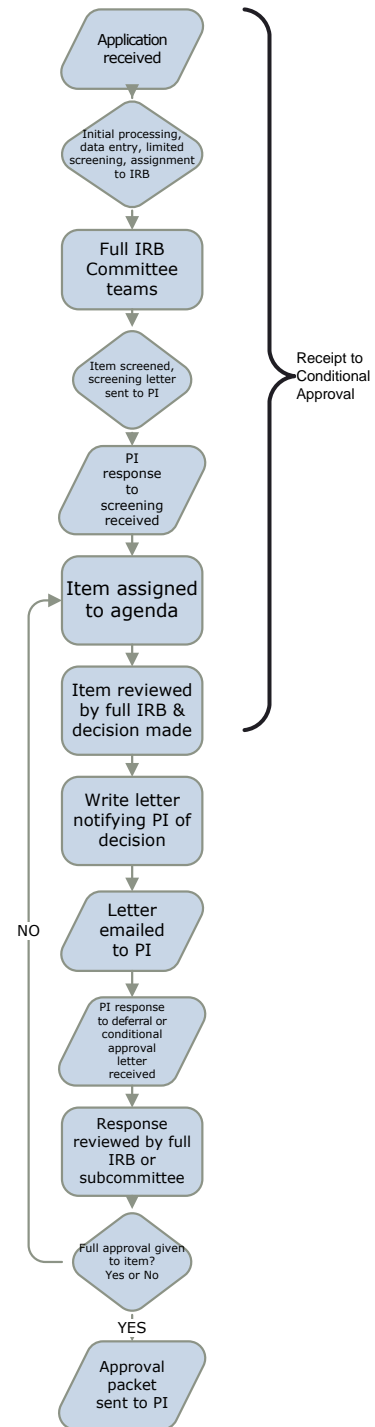 Application
received
Initial processing,
data entry, limited
screening, assignment
to IRB
Full IRB
Committee
teams
Item screened,
screening letter
sent to PI
Receipt to
Conditional
Approval
PI
response
to
screening
received
Item assigned
to agenda
Item reviewed
by full IRB &
decision made
Write letter
notifying PI of
decision
Letter
emailed
to PI
NO
PI response
to deferral or
conditional
approval
letter
received
Response
reviewed by full
IRB or
subcommittee
Full approval given
to item?
Yes or No
YES
Approval
packet
sent to PI